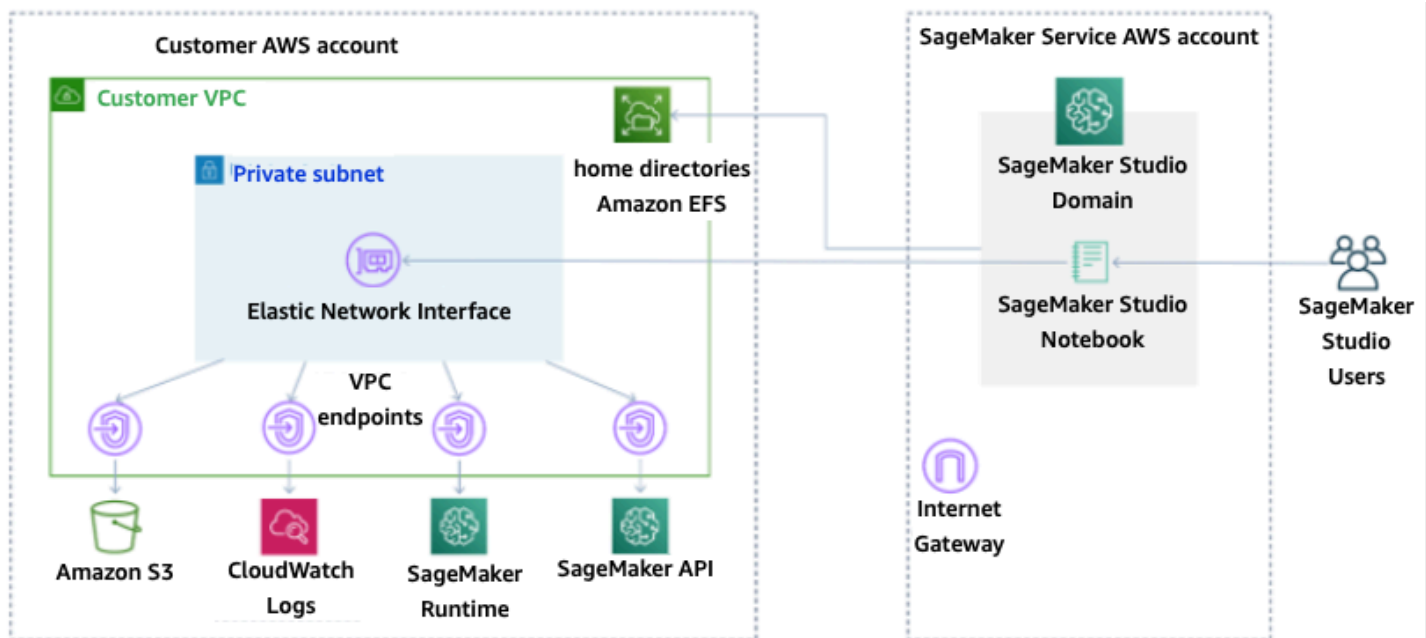 Customer AWS account
SageMaker Service AWS account
Customer VPC
home directories
Amazon EFS
Private subnet
Elastic Network Interface
SageMaker Studio
Domain
SageMaker Studio
Notebook
SageMaker
Studio
Users
VPC
endpoints
Amazon S3
CloudWatch
Logs
SageMaker
Runtime
SageMaker API
Internet
Gateway